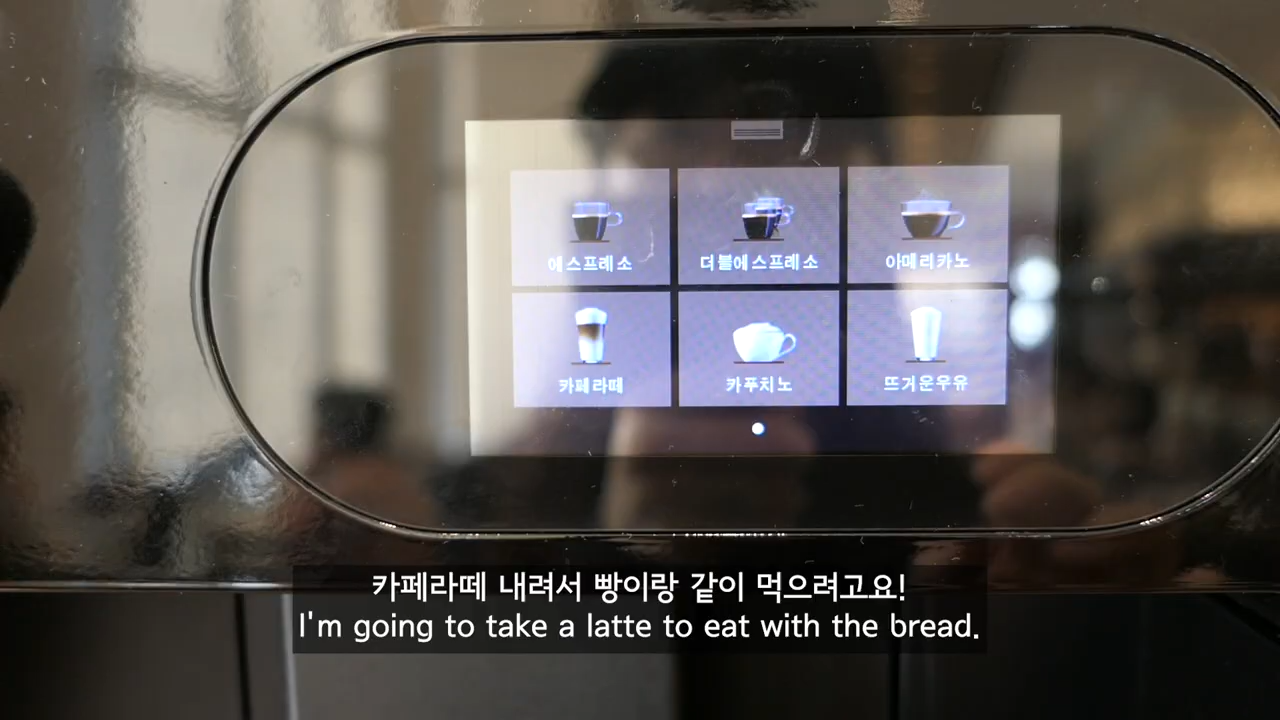 에스프레소
더블에스프레소
아메리카노
카페라떼
카푸치노
뜨거운우유
카페라떼 내려서 빵이랑 같이 먹으려고요!
I'm going to take a latte to eat with the bread.